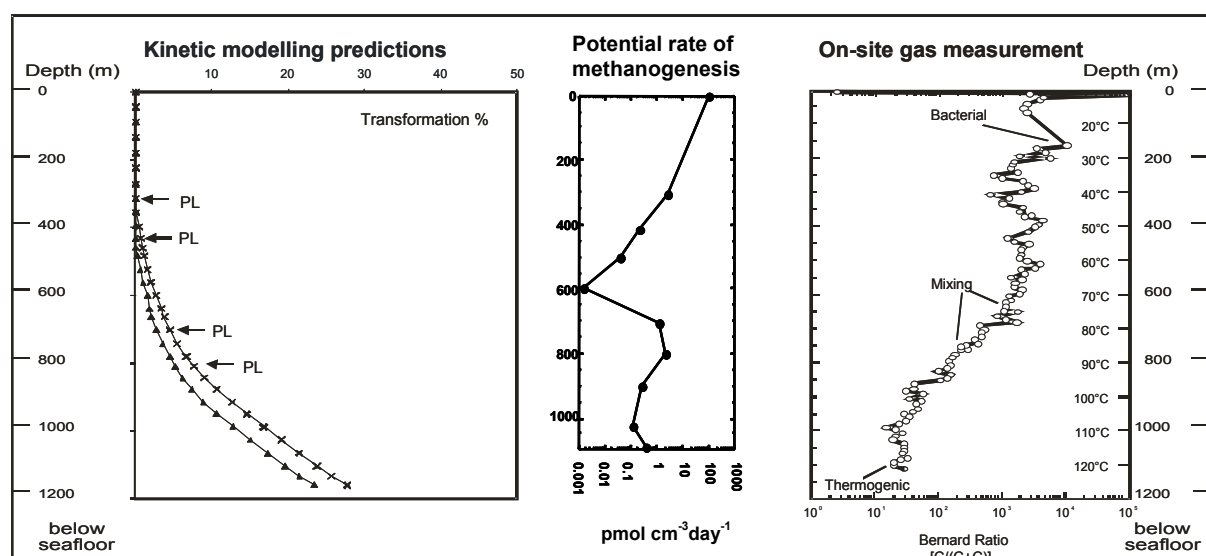 Kinetic modelling predictions
Depth (m)
10
20
30
40
50
0
200
400
600
800
1000
1200
below
seafloor
Transformation %
PL
PL
PL
PL
Potential rate of
methanogenesis
0
200
400
600
800
1000
0.001
0.01
0.1
1
10
100
1000
pmol cm-3day-1
On-site gas measurement
Depth (m)
0
200
400
600
800
1000
1200
below
seafloor
Bacterial
Mixing
Thermogenic
20°C
30°C
40°C
50°C
60°C
70°C
80°C
90°C
100°C
110°C
120°C
10⁰
10¹
10²
10³
10⁴
10⁵
Bernard Ratio